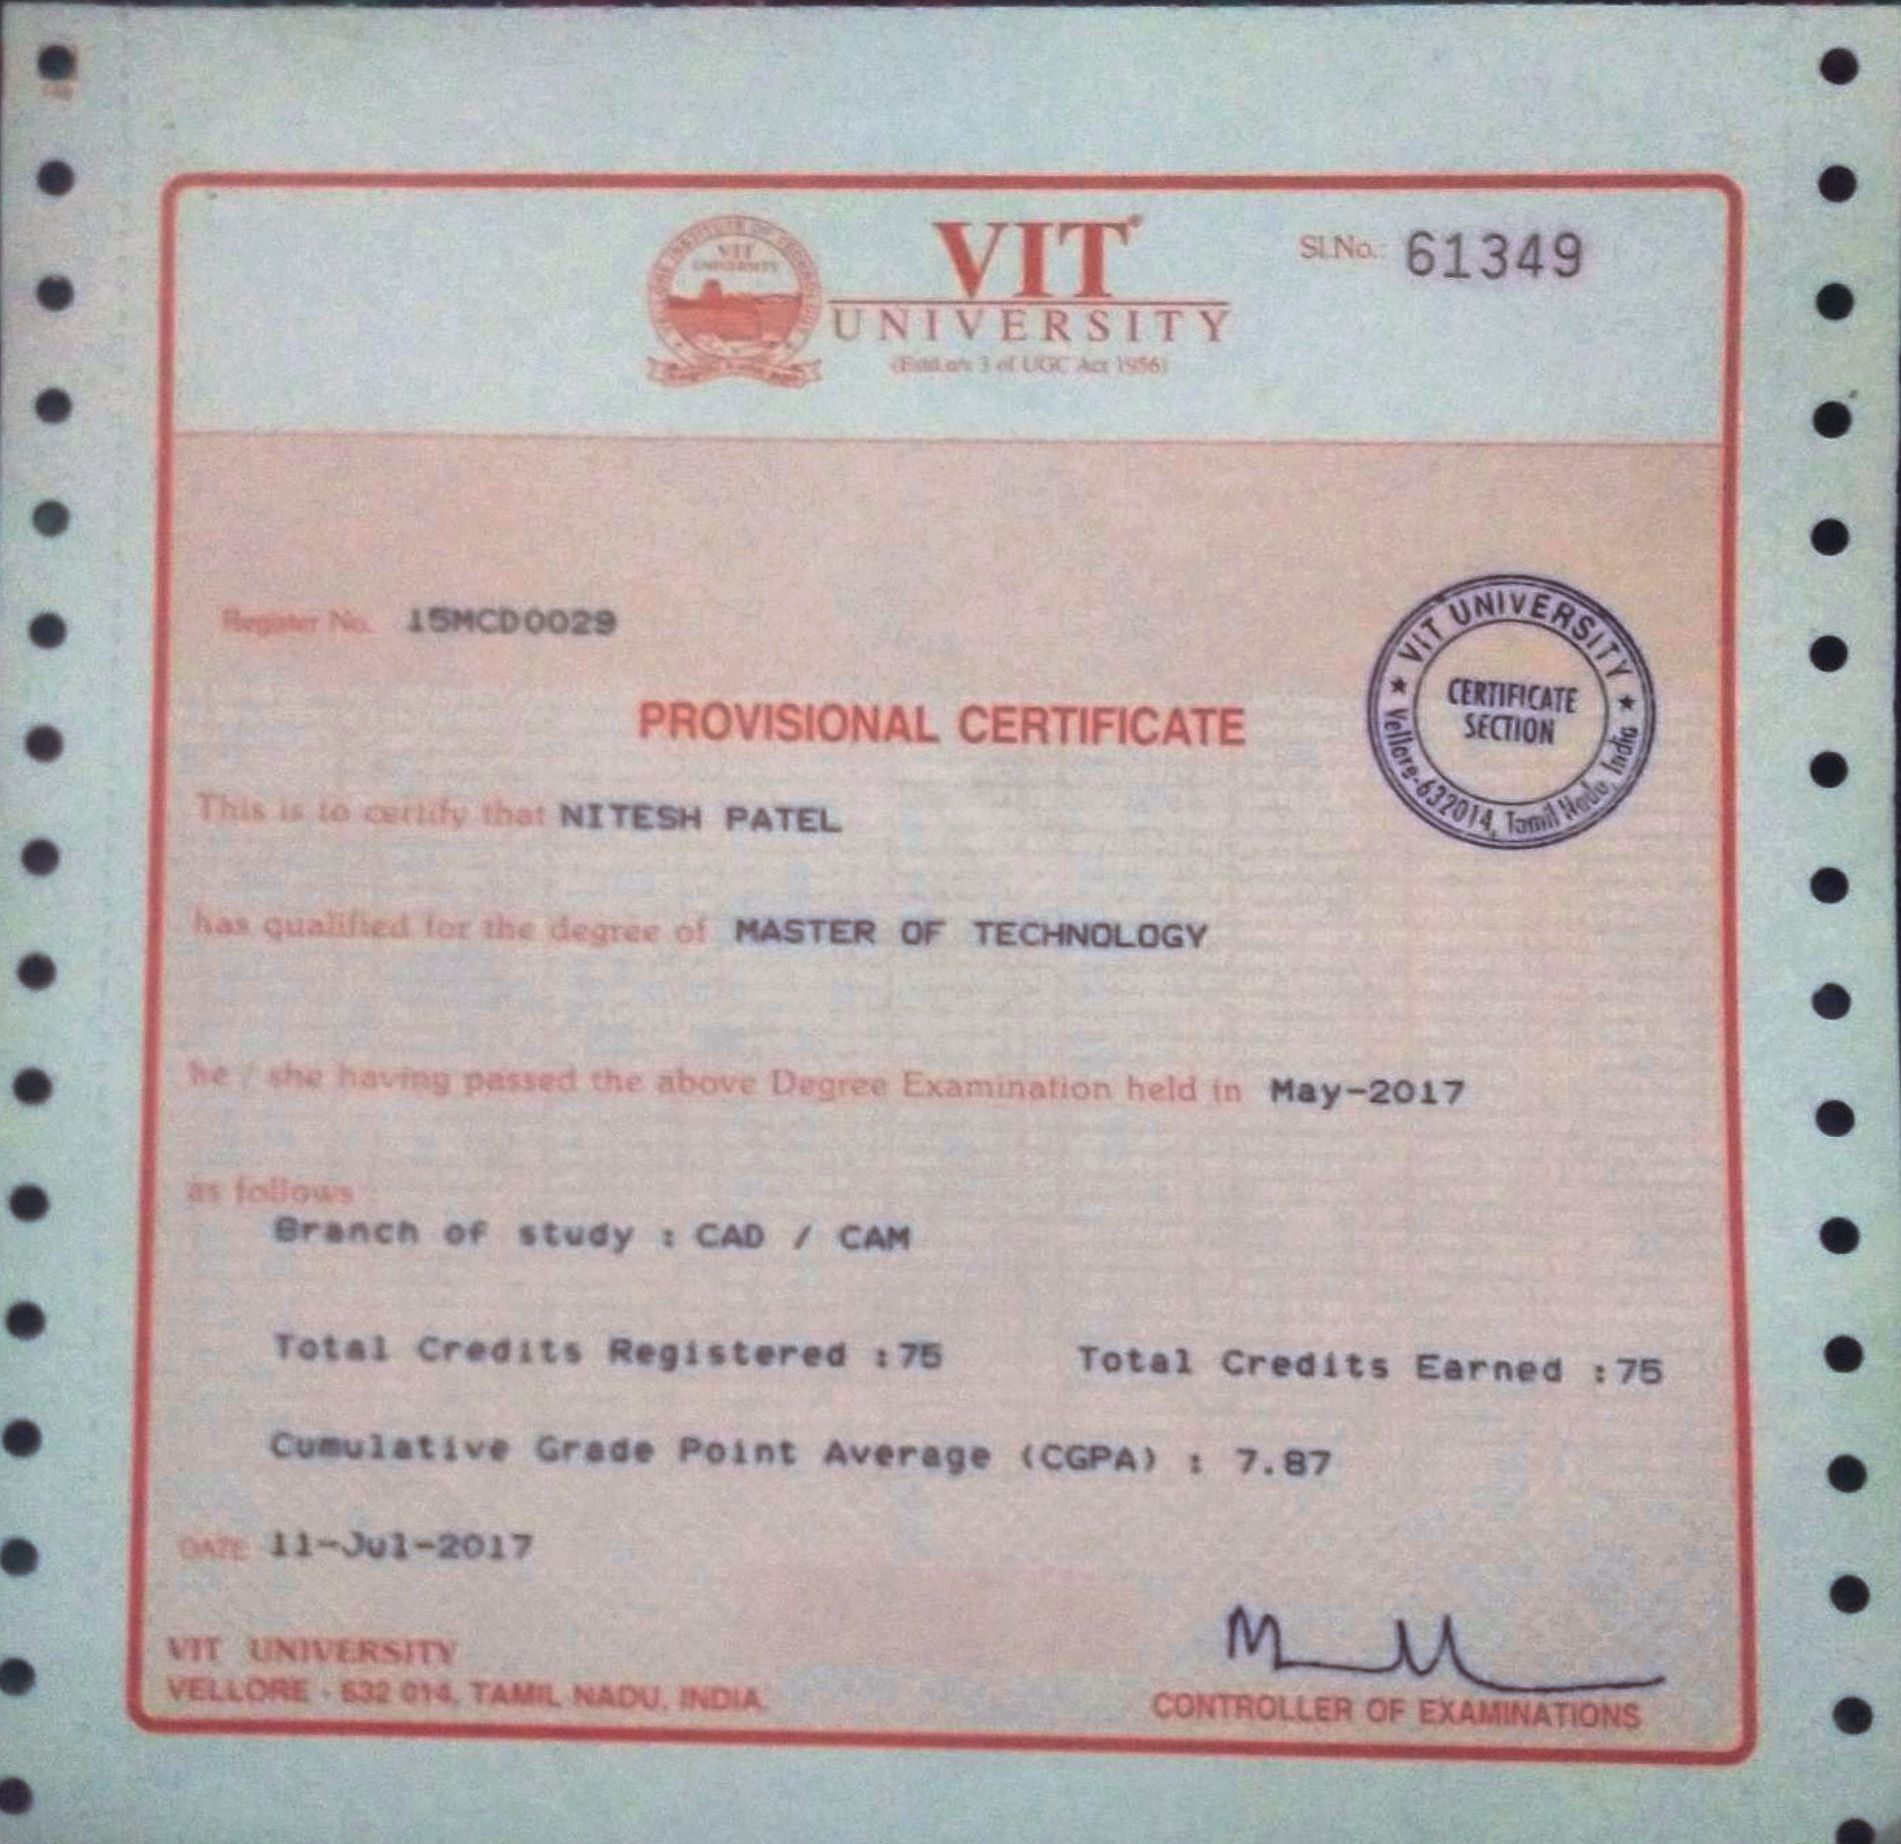 VIT
UNIVERSITY
VIT
UNIVERSITY
(Estd.u/s 3 of UGC Act 1956)
Sl.No. 61349
Register No. 15MCD0029
VIT UNIVERSITY
CERTIFICATE
SECTION
Vellore-632014, Tamil Nadu, India
PROVISIONAL CERTIFICATE
This is to certify that NITESH PATEL
has qualified for the degree of MASTER OF TECHNOLOGY
he / she having passed the above Degree Examination held in May-2017
as follows :
Branch of study : CAD / CAM
Total Credits Registered :75 Total Credits Earned :75
Cumulative Grade Point Average (CGPA) : 7.87
DATE 11-Jul-2017
VIT UNIVERSITY
VELLORE - 632 014, TAMIL NADU, INDIA
CONTROLLER OF EXAMINATIONS